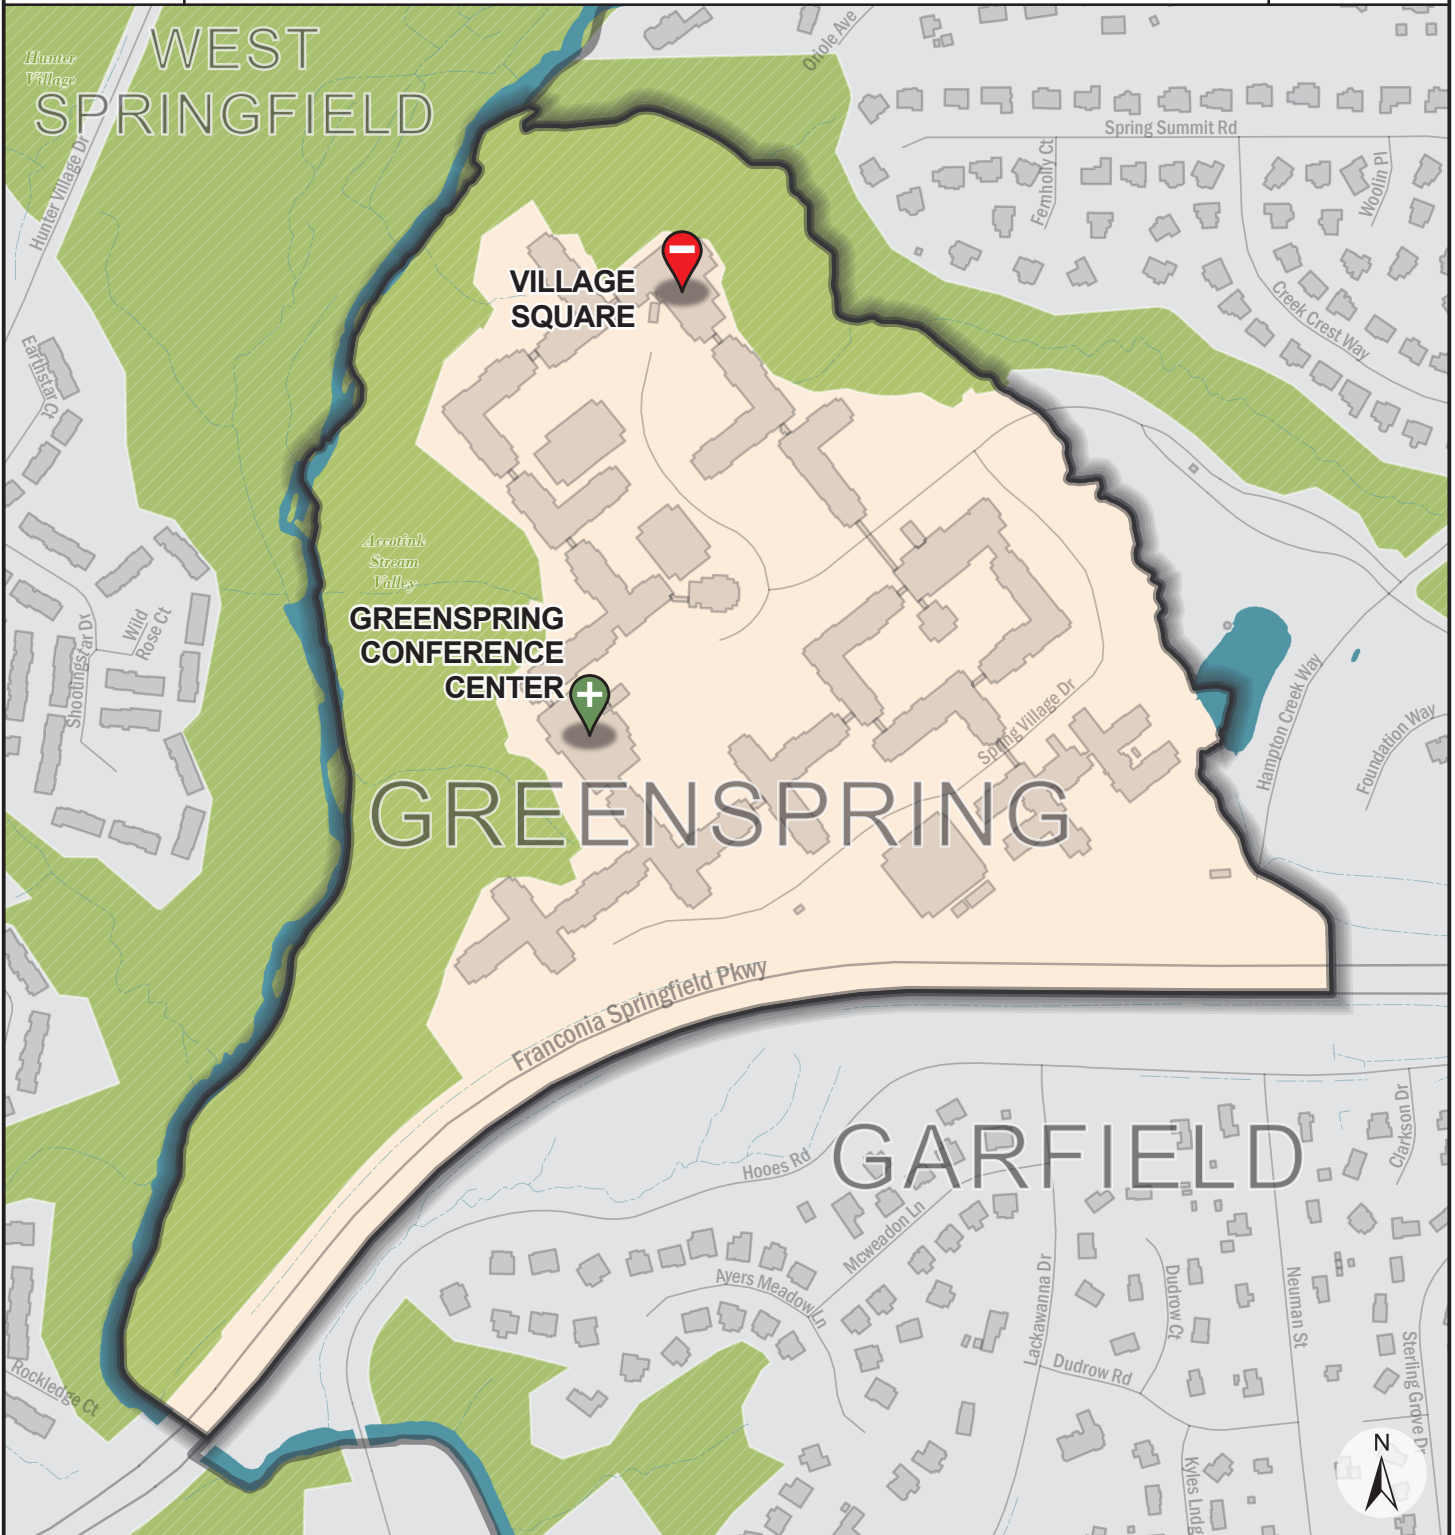 WEST
SPRINGFIELD
Hunter
Village
Hunter Village Dr
Oriole Ave
Spring Summit Rd
Fernholly Ct
Woolin Pl
Creek Crest Way
VILLAGE
SQUARE
Earthstar Ct
Accotink
Stream
Valley
GREENSPRING
CONFERENCE
CENTER
Wild
Rose Ct
Shootingstar Dr
Spring Village Dr
Hampton Creek Way
Foundation Way
GREENSPRING
Franconia Springfield Pkwy
GARFIELD
Hooes Rd
Mcweadon Ln
Ayers Meadow Ln
Lackawanna Dr
Dudrow Ct
Dudrow Rd
Neuman St
Clarkson Dr
Sterling Grove Dr
Kyles Lndg
Rockledge Ct
N